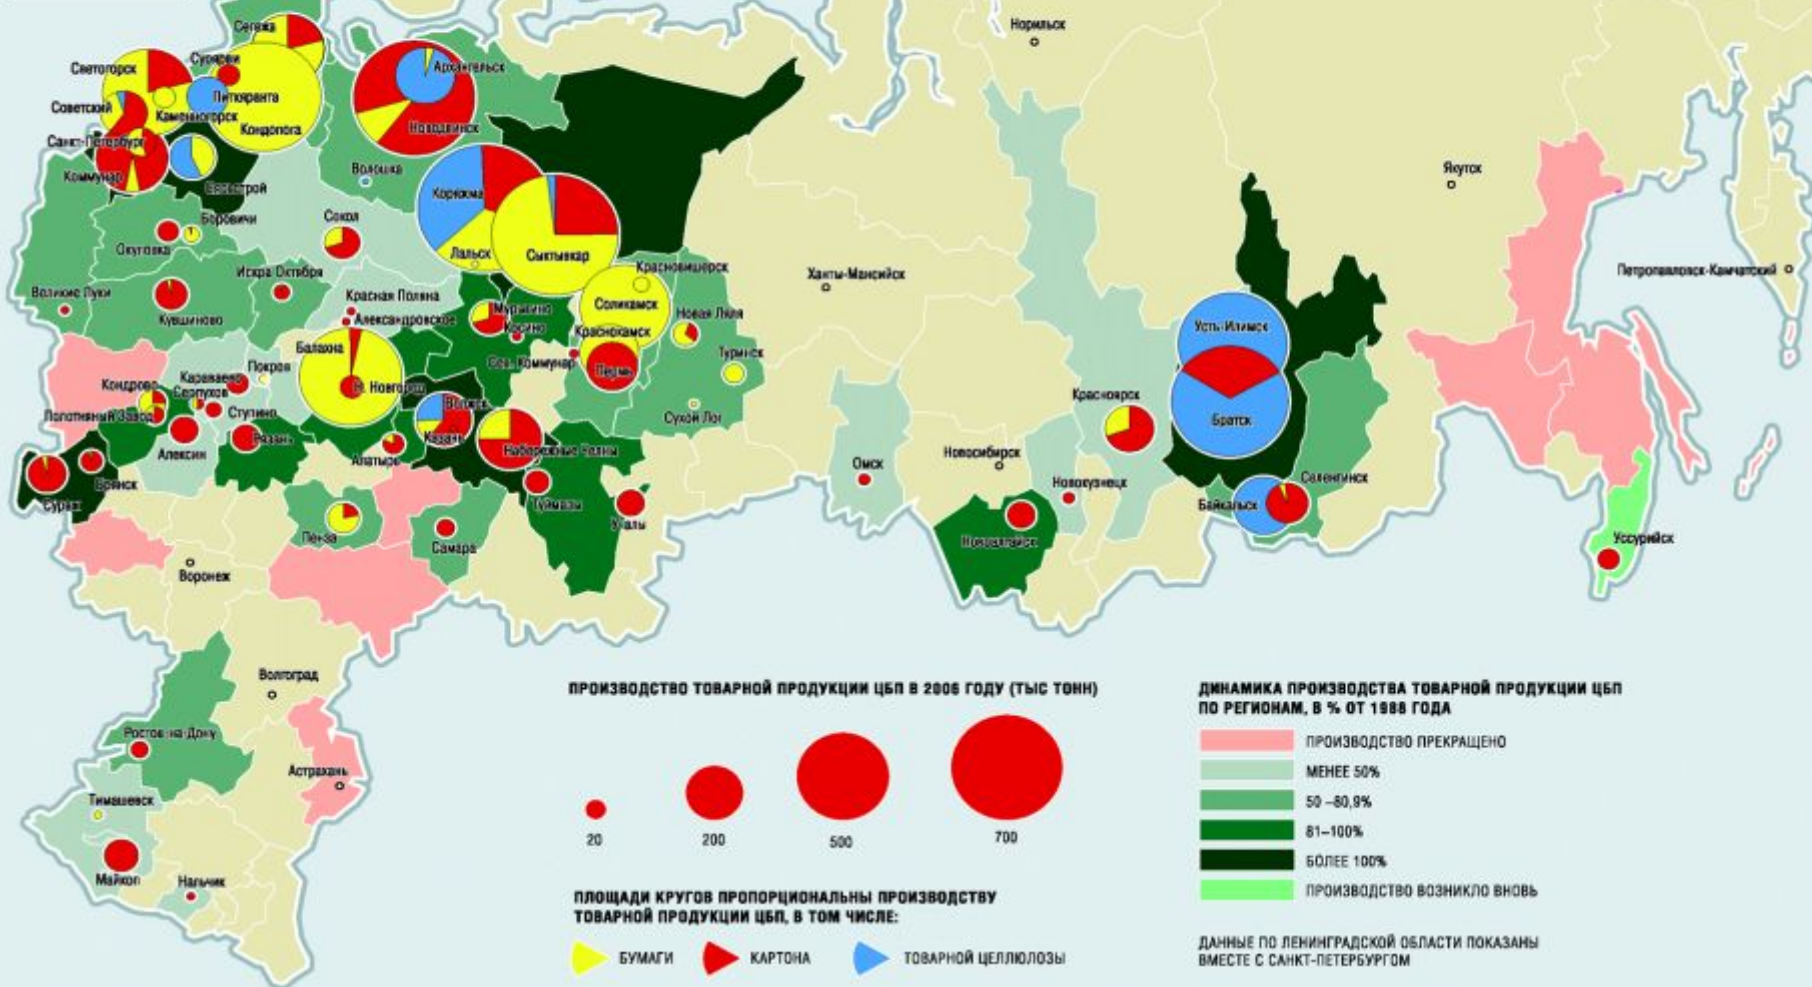 Норильск
Сегежа
Светогорск
Суоярви
Архангельск
Советский
Питкяранта
Каменногорск
Кондопога
Новодвинск
Санкт-Петербург
Коммунар
Сясьстрой
Волошка
Якутск
Коряжма
Боровичи
Сокол
Окуловка
Лальск
Сыктывкар
Искра Октября
Красновишерск
Ханты-Мансийск
Петропавловск-Камчатский
Великие Луки
Красная Поляна
Соликамск
Кувшиново
Александровское
Мурыгино
Косино
Новая Ляля
Краснокамск
Усть-Илимск
Балахна
Сев. Коммунар
Пермь
Туринск
Покров
Караваево
Н. Новгород
Кондрово
Серпухов
Красноярск
Полотняный Завод
Ступино
Волжск
Сухой Лог
Братск
Рязань
Казань
Алексин
Алатырь
Набережные Челны
Новосибирск
Омск
Брянск
Новокузнецк
Селенгинск
Сураж
Туймазы
Байкальск
Учалы
Пенза
Самара
Новоалтайск
Уссурийск
Воронеж
Волгоград
Ростов-на-Дону
Астрахань
Тимашевск
Майкоп
Нальчик
ПРОИЗВОДСТВО ТОВАРНОЙ ПРОДУКЦИИ ЦБП В 2006 ГОДУ (ТЫС ТОНН)
20
200
500
700
ПЛОЩАДИ КРУГОВ ПРОПОРЦИОНАЛЬНЫ ПРОИЗВОДСТВУ
ТОВАРНОЙ ПРОДУКЦИИ ЦБП, В ТОМ ЧИСЛЕ:
БУМАГИ
КАРТОНА
ТОВАРНОЙ ЦЕЛЛЮЛОЗЫ
ДИНАМИКА ПРОИЗВОДСТВА ТОВАРНОЙ ПРОДУКЦИИ ЦБП
ПО РЕГИОНАМ, В % ОТ 1988 ГОДА
ПРОИЗВОДСТВО ПРЕКРАЩЕНО
МЕНЕЕ 50%
50 –80,9%
81–100%
БОЛЕЕ 100%
ПРОИЗВОДСТВО ВОЗНИКЛО ВНОВЬ
ДАННЫЕ ПО ЛЕНИНГРАДСКОЙ ОБЛАСТИ ПОКАЗАНЫ
ВМЕСТЕ С САНКТ-ПЕТЕРБУРГОМ